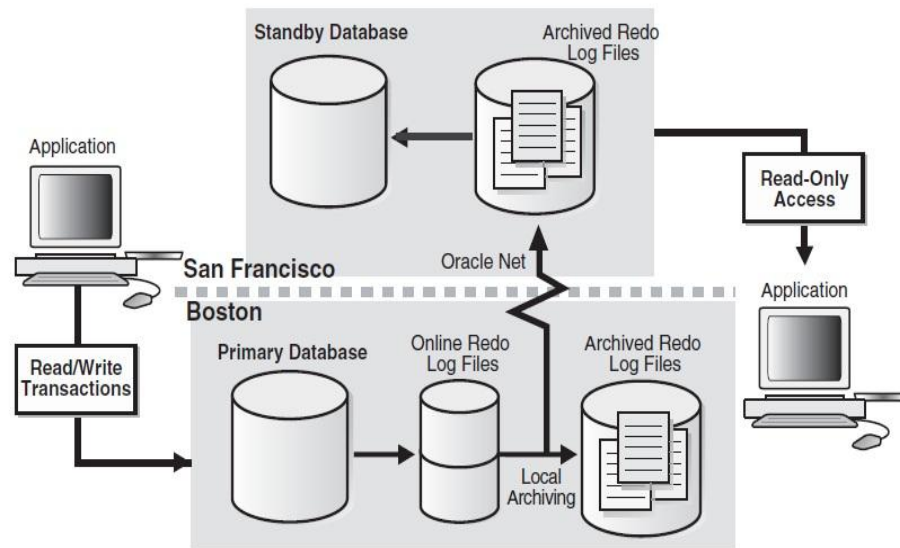 Standby Database
Archived Redo
Log Files
Application
Read-Only
Access
Oracle Net
San Francisco
Application
Boston
Primary Database
Online Redo
Log Files
Archived Redo
Log Files
Read/Write
Transactions
Local
Archiving